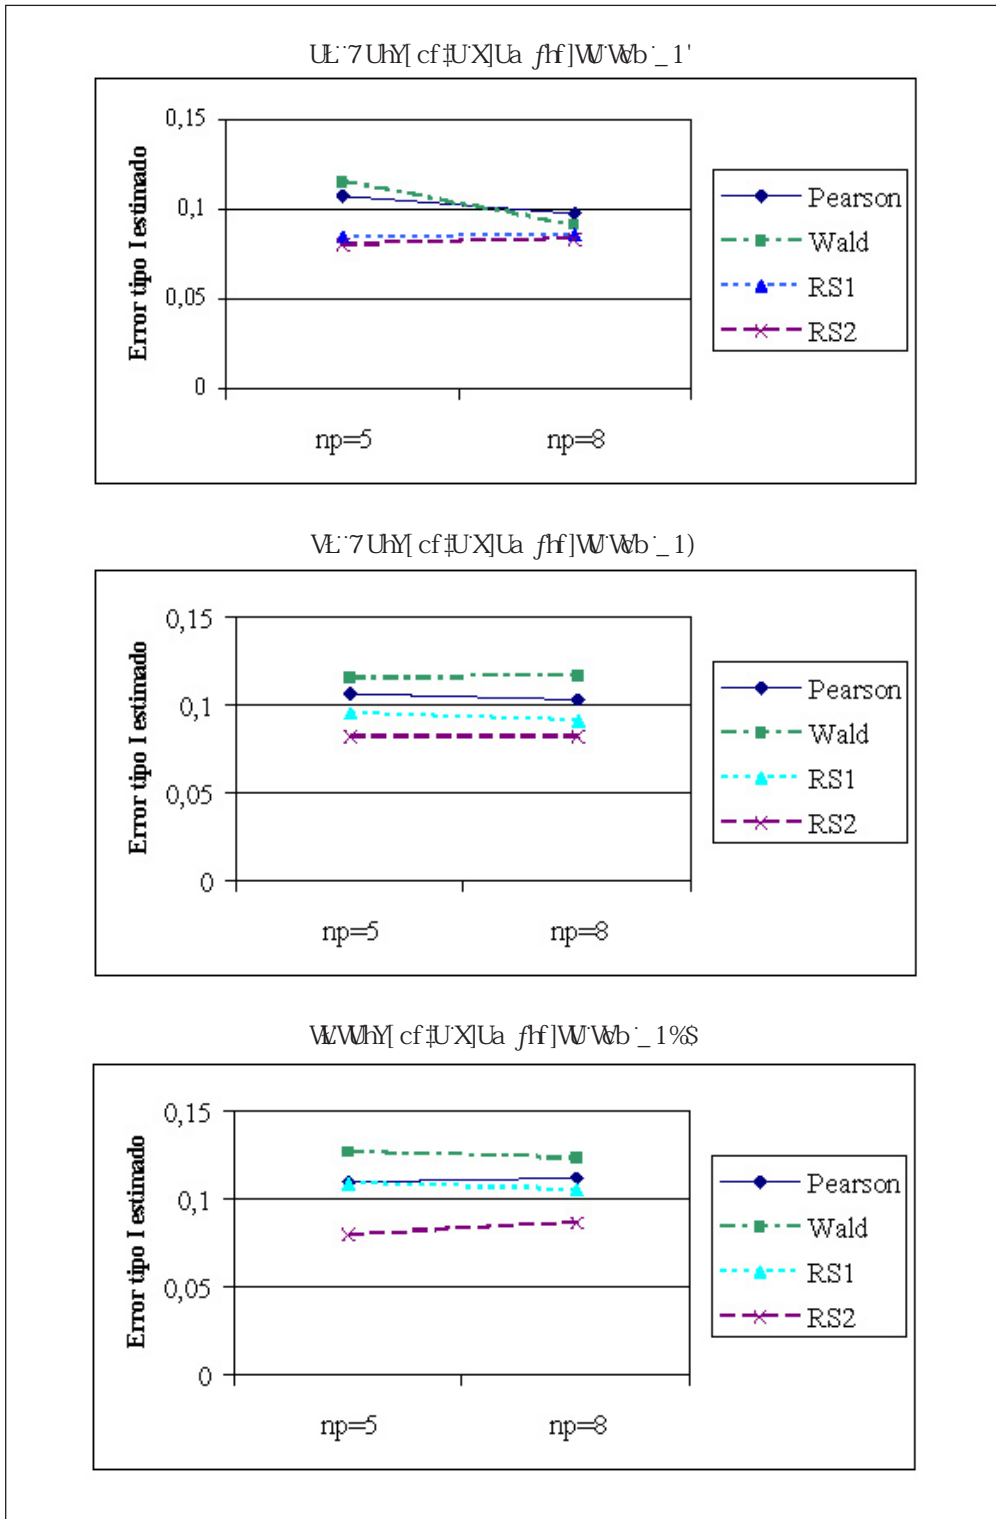 0,15
0,1
0,05
0
Error tipo I estimado
np=5
np=8
Pearson
Wald
RS1
RS2
0,15
0,1
0,05
0
Error tipo I estimado
np=5
np=8
Pearson
Wald
RS1
RS2
0,15
0,1
0,05
0
Error tipo I estimado
np=5
np=8
Pearson
Wald
RS1
RS2